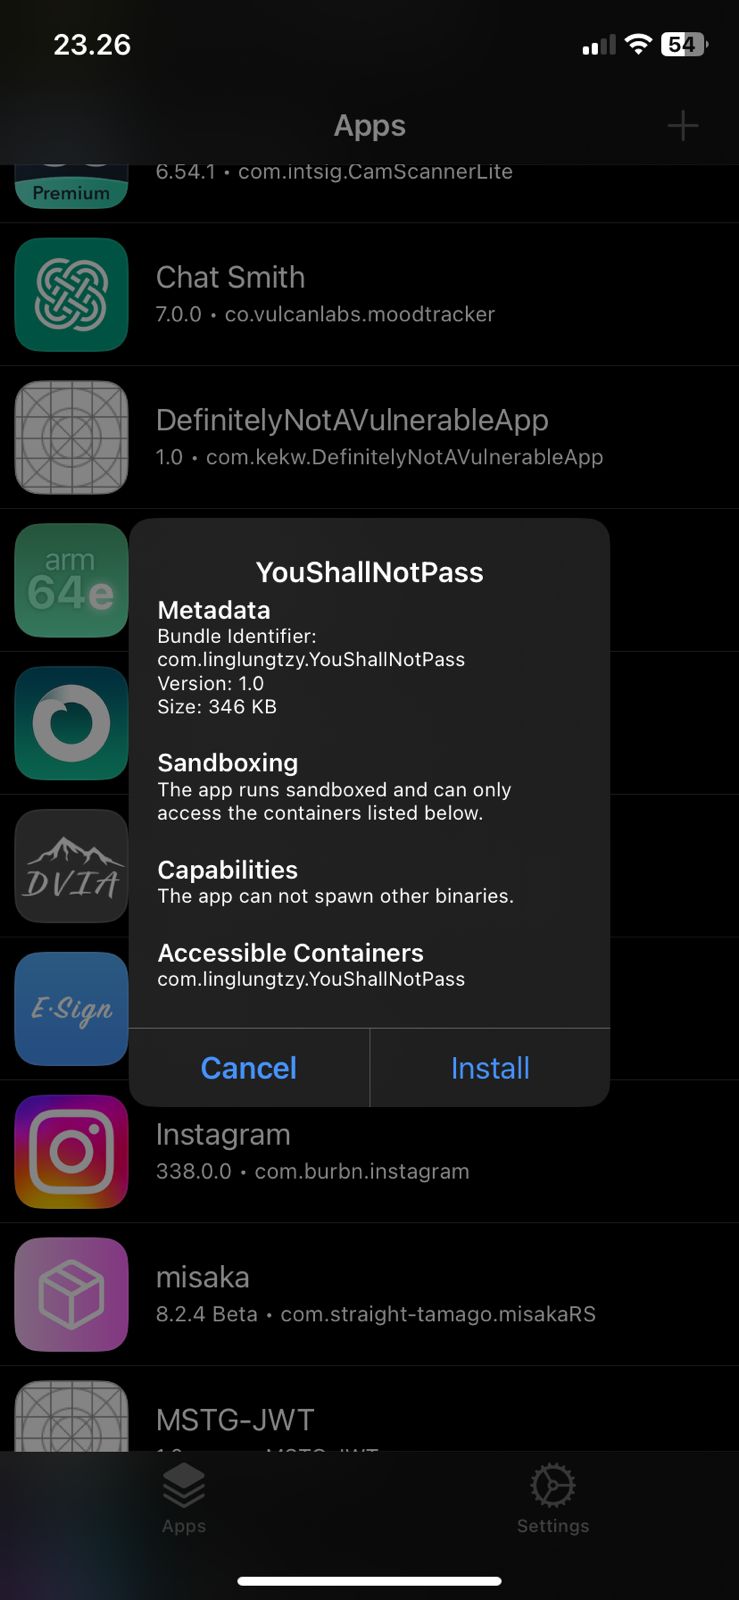 23.26
54
Apps
6.54.1 • com.intsig.CamScannerLite
Premium
Chat Smith
7.0.0 • co.vulcanlabs.moodtracker
DefinitelyNotAVulnerableApp
1.0 • com.kekw.DefinitelyNotAVulnerableApp
arm
64e
YouShallNotPass
Metadata
Bundle Identifier:
com.linglungtzy.YouShallNotPass
Version: 1.0
Size: 346 KB
Sandboxing
The app runs sandboxed and can only
access the containers listed below.
DVIA
Capabilities
The app can not spawn other binaries.
Accessible Containers
com.linglungtzy.YouShallNotPass
E·Sign
Cancel
Install
Instagram
338.0.0 • com.burbn.instagram
misaka
8.2.4 Beta • com.straight-tamago.misakaRS
MSTG-JWT
Apps
Settings